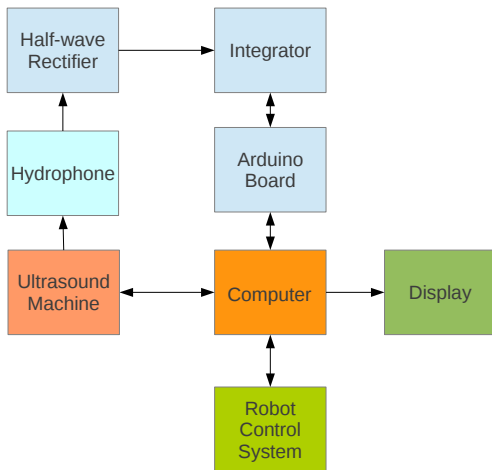 Half-wave
Rectifier
Integrator
Hydrophone
Arduino
Board
Ultrasound
Machine
Computer
Display
Robot
Control
System